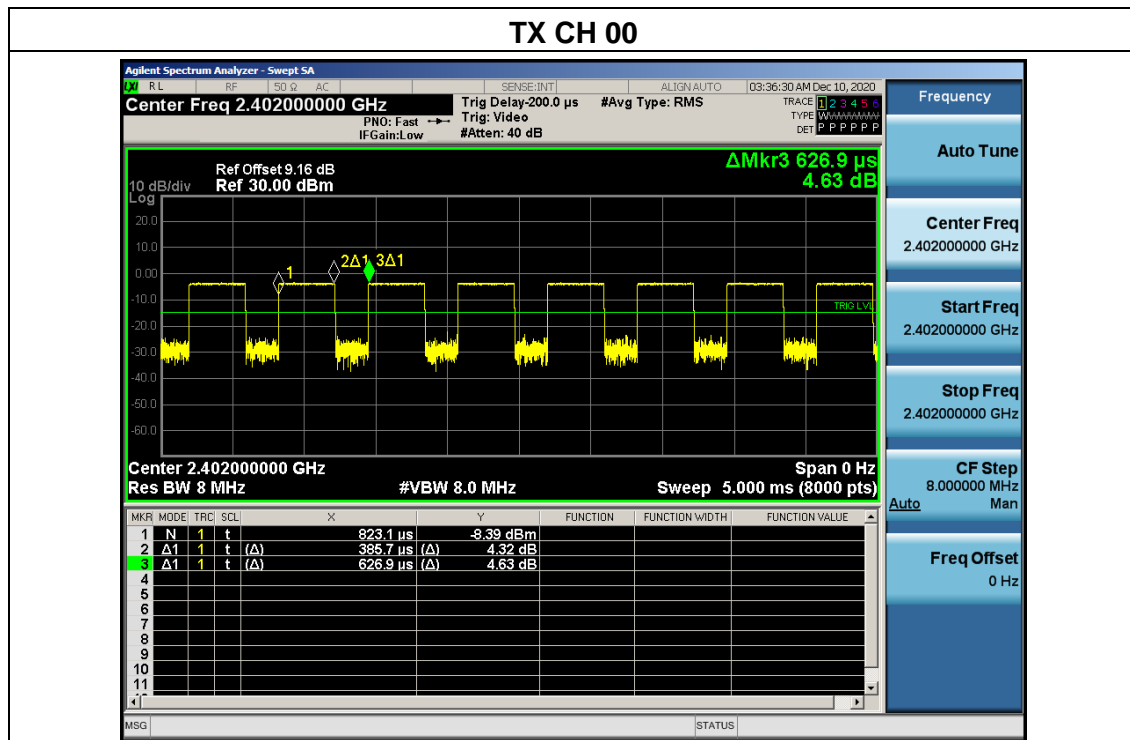 TX CH 00
Agilent Spectrum Analyzer - Swept SA
LXI RL RF 50 Ω AC SENSE:INT ALIGN AUTO 03:36:30 AM Dec 10, 2020
Center Freq 2.402000000 GHz
PNO: Fast
IFGain:Low
Trig Delay-200.0 µs
Trig: Video
#Atten: 40 dB
#Avg Type: RMS
TRACE 1 2 3 4 5 6
TYPE W
DET P P P P P P
Ref Offset 9.16 dB
Ref 30.00 dBm
10 dB/div
Log
ΔMkr3 626.9 µs
4.63 dB
20.0
10.0
0.00
-10.0
-20.0
-30.0
-40.0
-50.0
-60.0
1
2Δ1
3Δ1
TRIG LVL
Center 2.402000000 GHz
Span 0 Hz
Res BW 8 MHz
#VBW 8.0 MHz
Sweep 5.000 ms (8000 pts)
MKR MODE TRC SCL X Y FUNCTION FUNCTION WIDTH FUNCTION VALUE
1 N 1 t 823.1 µs -8.39 dBm
2 Δ1 1 t (Δ) 385.7 µs (Δ) 4.32 dB
3 Δ1 1 t (Δ) 626.9 µs (Δ) 4.63 dB
4
5
6
7
8
9
10
11
MSG
STATUS
Frequency
Auto Tune
Center Freq
2.402000000 GHz
Start Freq
2.402000000 GHz
Stop Freq
2.402000000 GHz
CF Step
8.000000 MHz
Auto Man
Freq Offset
0 Hz